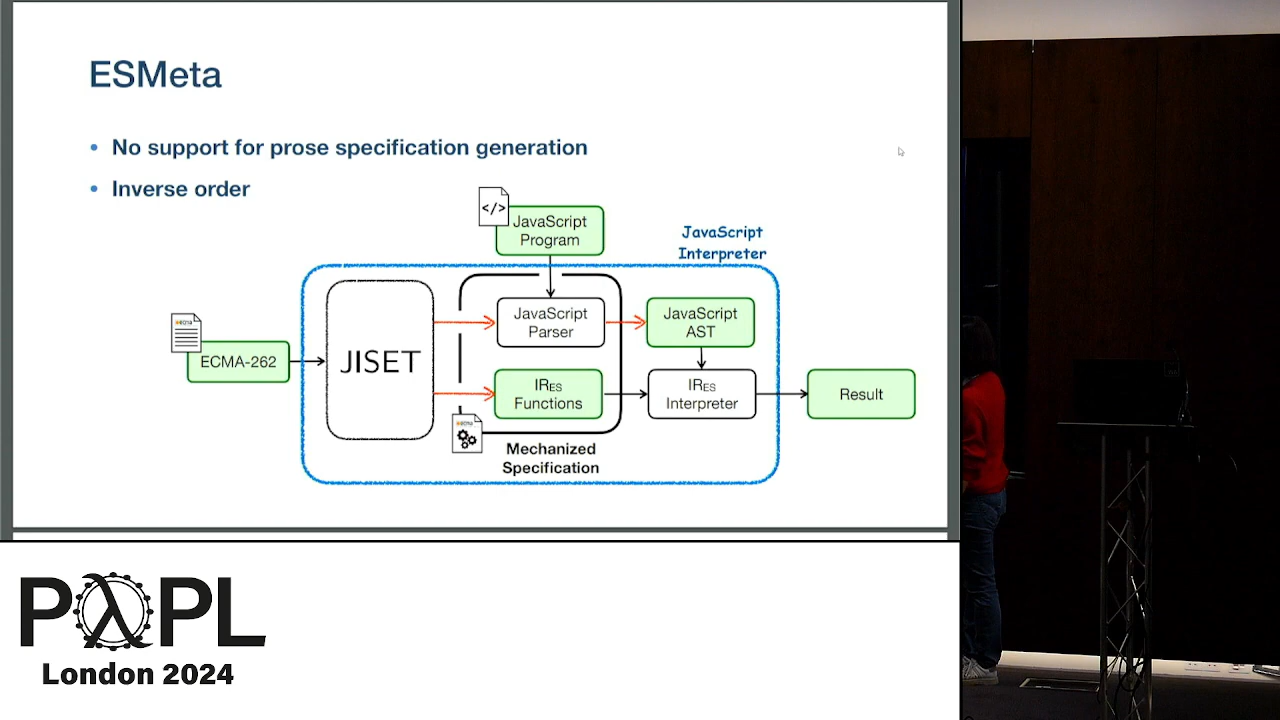 ESMeta
• No support for prose specification generation
• Inverse order
</>
JavaScript
Program
JavaScript
Interpreter
JISET
JavaScript
Parser
JavaScript
AST
ECMA-262
IRES
Functions
IRES
Interpreter
Result
Mechanized
Specification
PλPL
London 2024